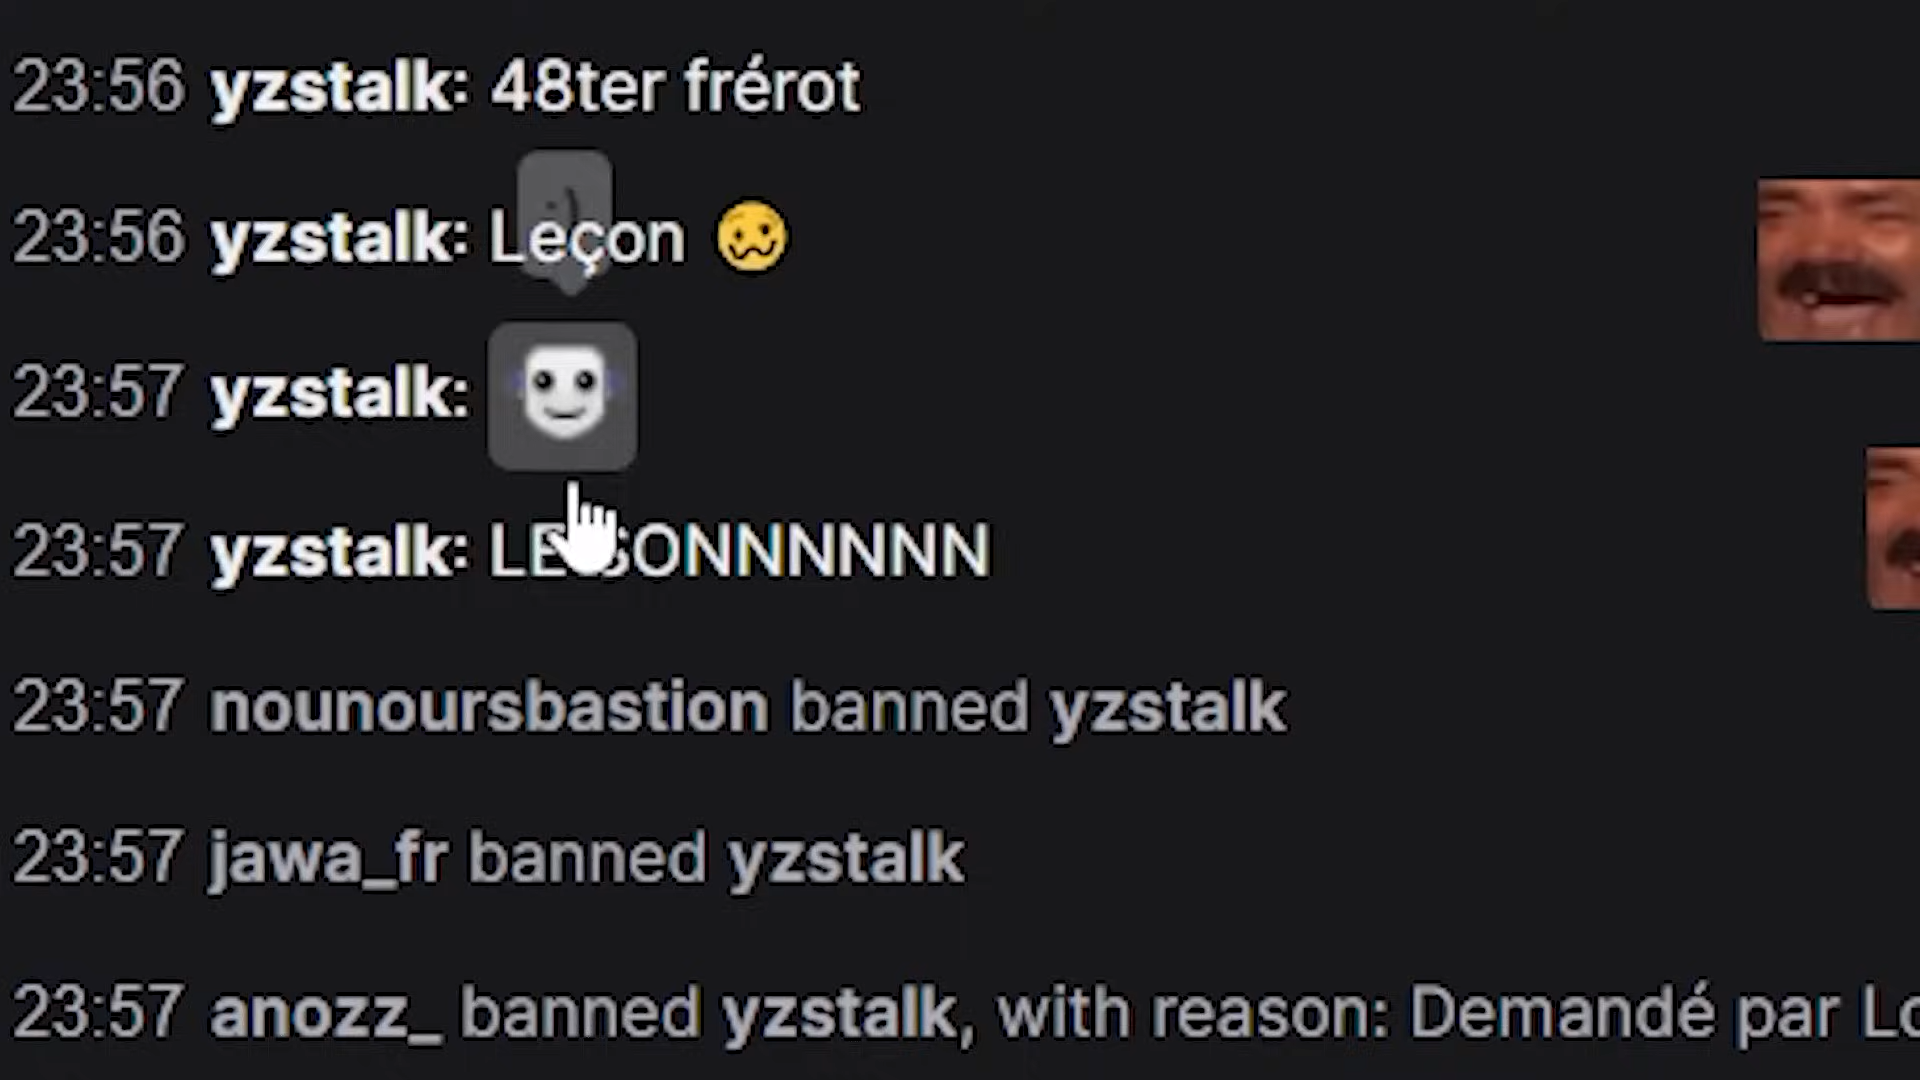 23:56 yzstalk: 48ter frérot
:)
23:56 yzstalk: Leçon 🥴
23:57 yzstalk:
23:57 yzstalk:
23:57 nounoursbastion banned yzstalk
23:57 jawa_fr banned yzstalk
23:57 anozz_ banned yzstalk, with reason: Demandé par